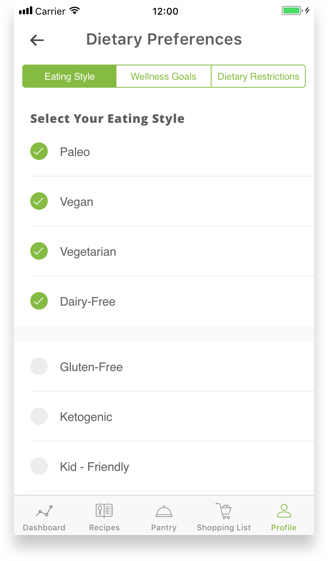 Carrier 12:00
Dietary Preferences
Eating Style Wellness Goals Dietary Restrictions
Select Your Eating Style
Paleo
Vegan
Vegetarian
Dairy-Free
Gluten-Free
Ketogenic
Kid - Friendly
Dashboard Recipes Pantry Shopping List Profile